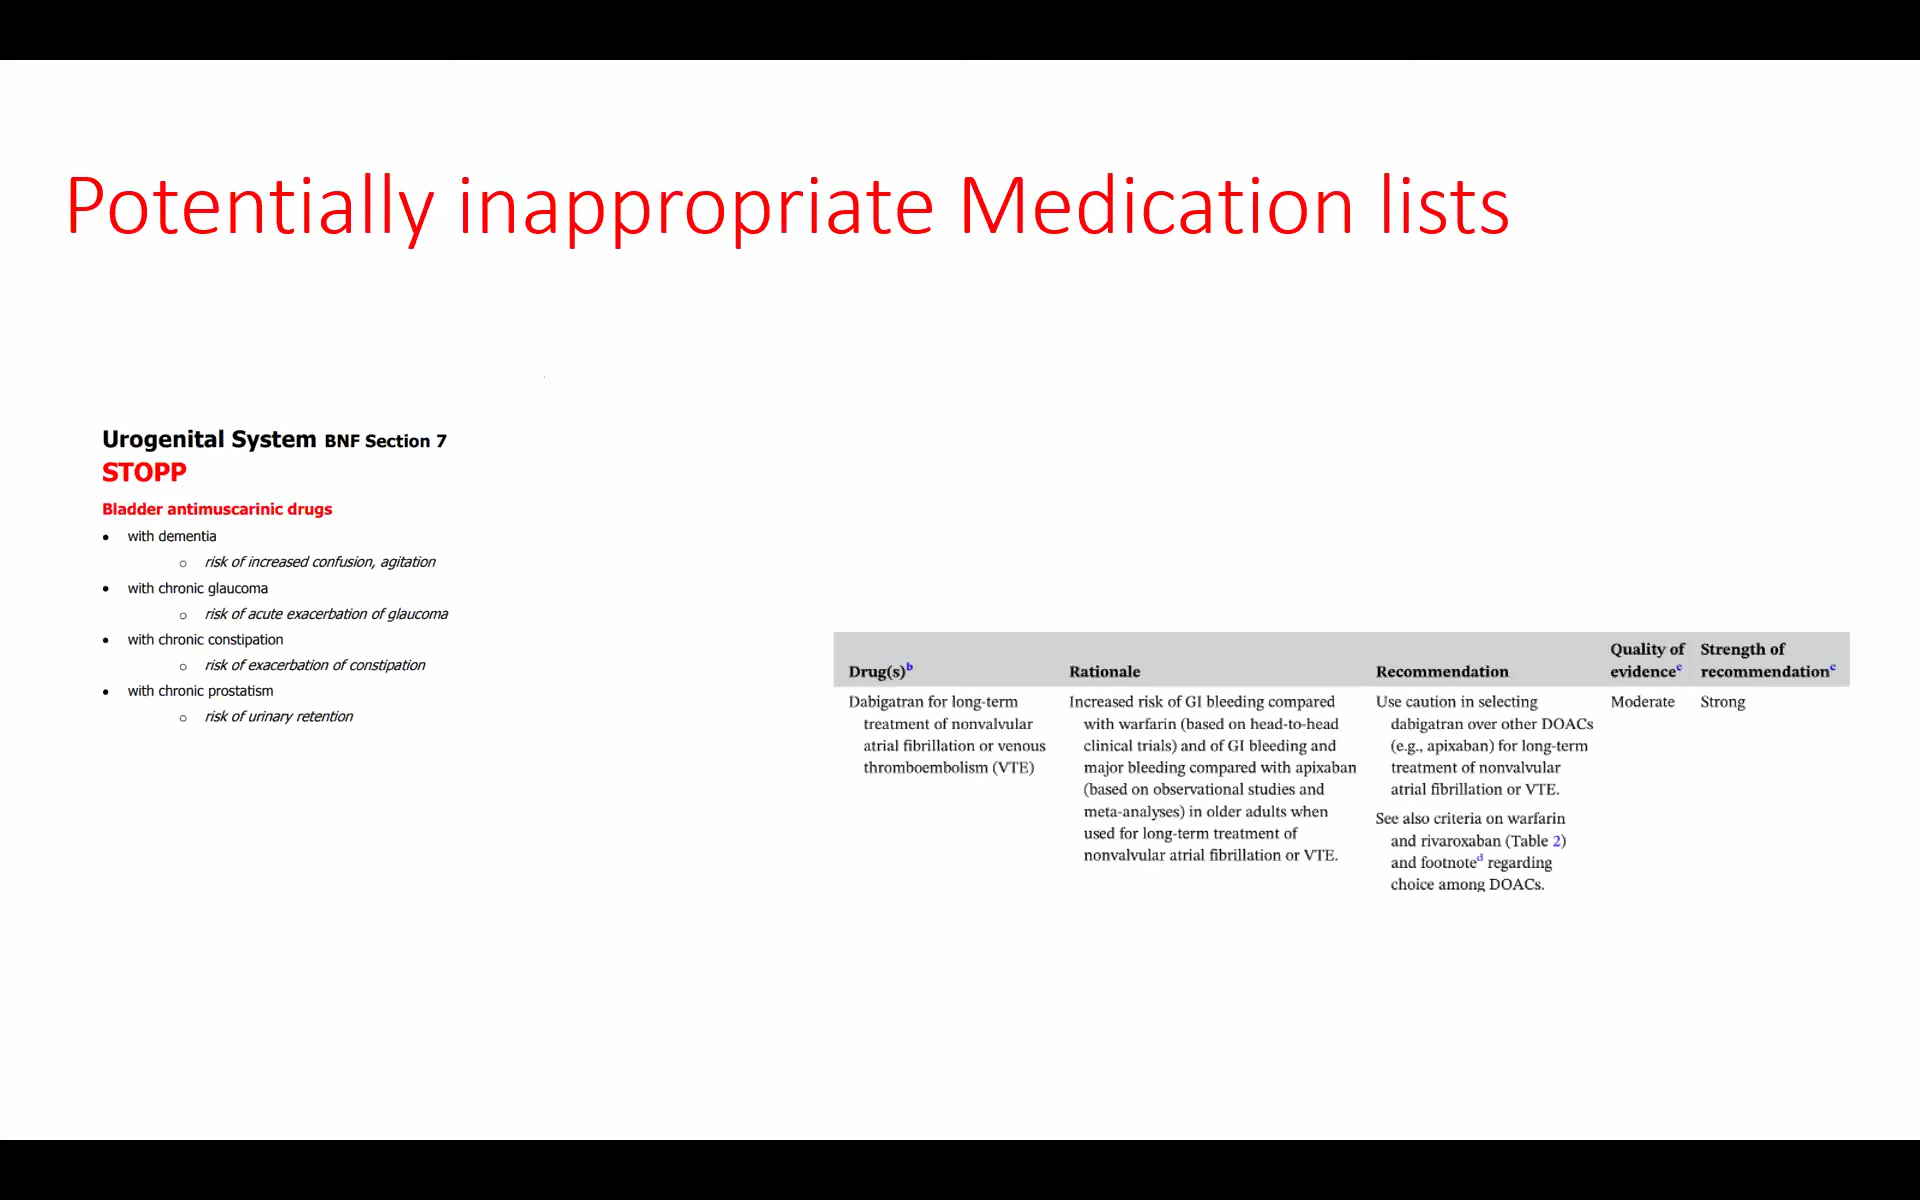 Potentially inappropriate Medication lists
Urogenital System BNF Section 7
STOPP
Bladder antimuscarinic drugs
• with dementia
○ risk of increased confusion, agitation
• with chronic glaucoma
○ risk of acute exacerbation of glaucoma
• with chronic constipation
○ risk of exacerbation of constipation
• with chronic prostatism
○ risk of urinary retention
Drug(s)b
Rationale
Recommendation
Quality of
evidencec
Strength of
recommendationc
Dabigatran for long-term
treatment of nonvalvular
atrial fibrillation or venous
thromboembolism (VTE)
Increased risk of GI bleeding compared
with warfarin (based on head-to-head
clinical trials) and of GI bleeding and
major bleeding compared with apixaban
(based on observational studies and
meta-analyses) in older adults when
used for long-term treatment of
nonvalvular atrial fibrillation or VTE.
Use caution in selecting
dabigatran over other DOACs
(e.g., apixaban) for long-term
treatment of nonvalvular
atrial fibrillation or VTE.
See also criteria on warfarin
and rivaroxaban (Table 2)
and footnoted regarding
choice among DOACs.
Moderate
Strong